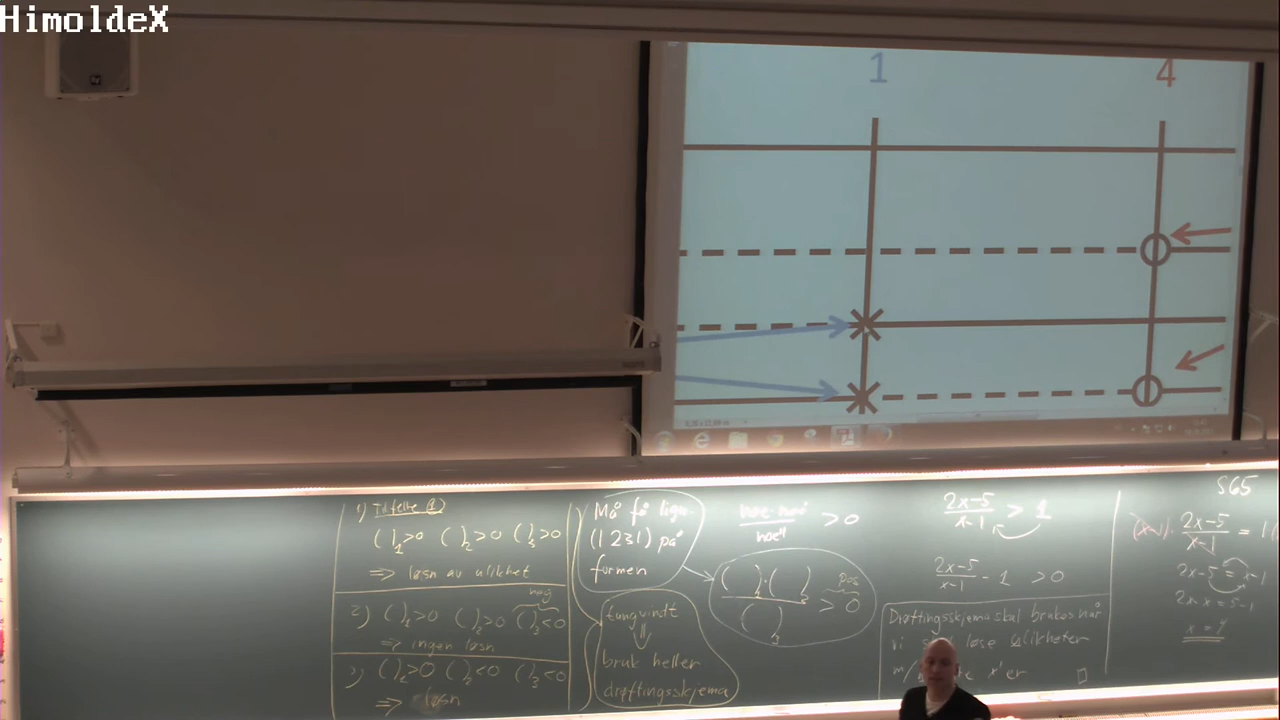 HimoldeX
1
4
1) Tilfelle (1)
( )₁>0 ( )₂>0 ( )₃>0
=> løsn av ulikhet
neg
2) ( )₁>0 ( )₂>0 ( )₃<0
=> ingen løsn
3) ( )₁>0 ( )₂<0 ( )₃<0
=> løsn
Må få lign.
(1 231) på
formen
tungvindt
⇓
bruk heller
drøftingsskjema
noe-noe
noe
>0
pos
( )₁·( )₂
( )₃
> 0
2x-5
x-1
> 1
2x-5
x-1
- 1 >0
Drøftingsskjema skal brukes når
vi skal løse ulikheter
x'er
S65
(x-1)· 2x-5
x-1
=
2x-5 = x-1
2x-x = 5-1
x = 4